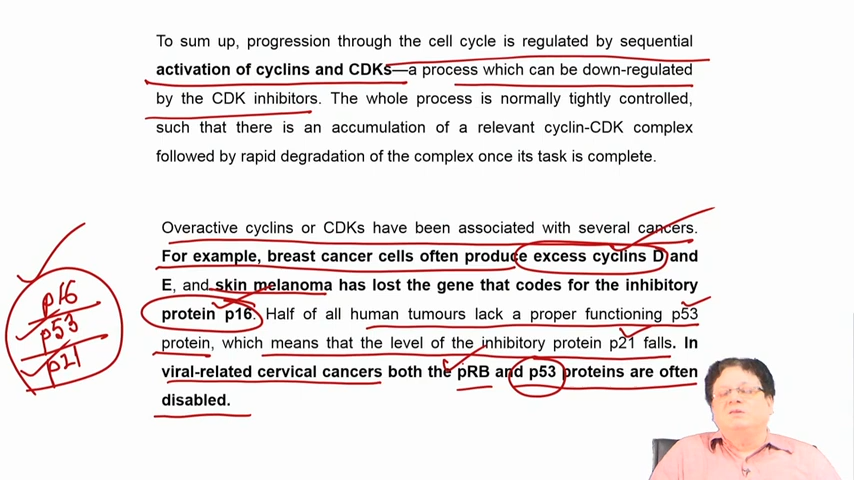 To sum up, progression through the cell cycle is regulated by sequential
activation of cyclins and CDKs—a process which can be down-regulated
by the CDK inhibitors. The whole process is normally tightly controlled,
such that there is an accumulation of a relevant cyclin-CDK complex
followed by rapid degradation of the complex once its task is complete.
Overactive cyclins or CDKs have been associated with several cancers.
For example, breast cancer cells often produce excess cyclins D and
E, and skin melanoma has lost the gene that codes for the inhibitory
protein p16. Half of all human tumours lack a proper functioning p53
protein, which means that the level of the inhibitory protein p21 falls. In
viral-related cervical cancers both the pRB and p53 proteins are often
disabled.
p16
p53
p21